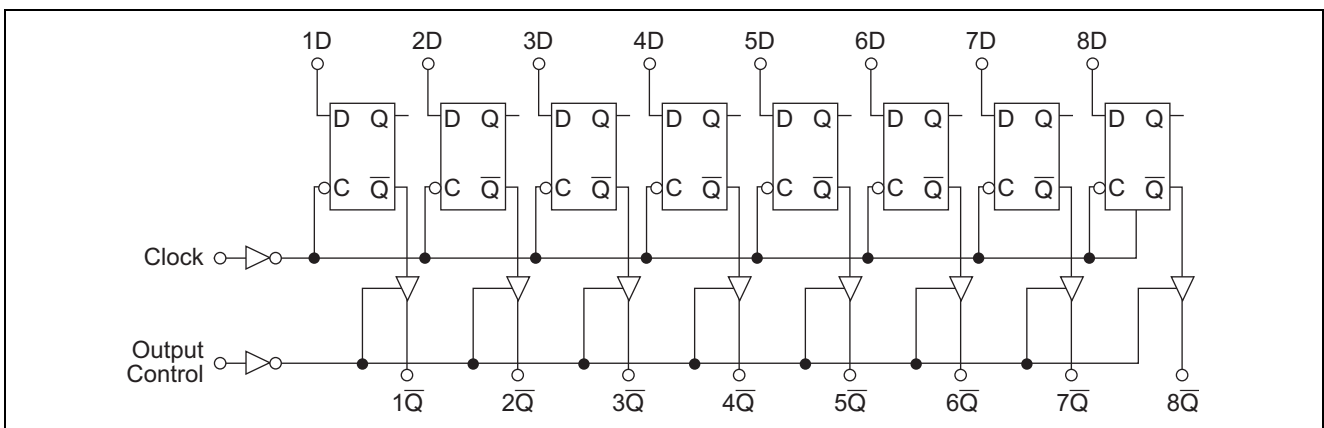 1D 2D 3D 4D 5D 6D 7D 8D
D Q D Q D Q D Q D Q D Q D Q D Q
C Q̅ C Q̅ C Q̅ C Q̅ C Q̅ C Q̅ C Q̅ C Q̅
Clock
Output
Control
1Q̅ 2Q̅ 3Q̅ 4Q̅ 5Q̅ 6Q̅ 7Q̅ 8Q̅